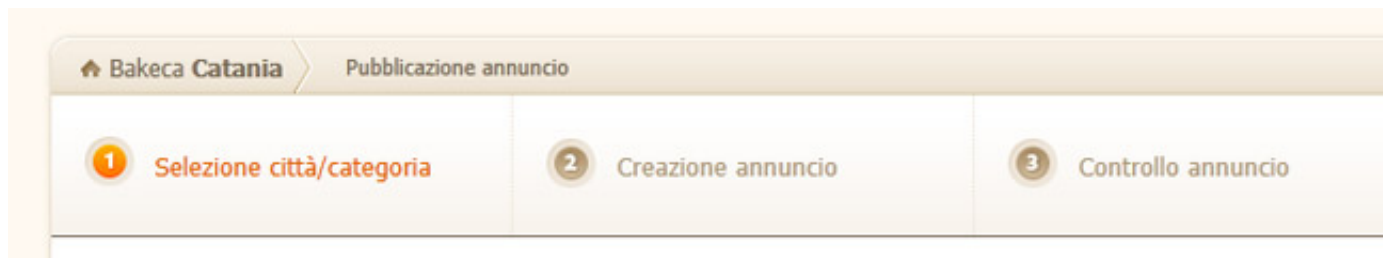 Bakeca Catania Pubblicazione annuncio
1 Selezione città/categoria 2 Creazione annuncio 3 Controllo annuncio